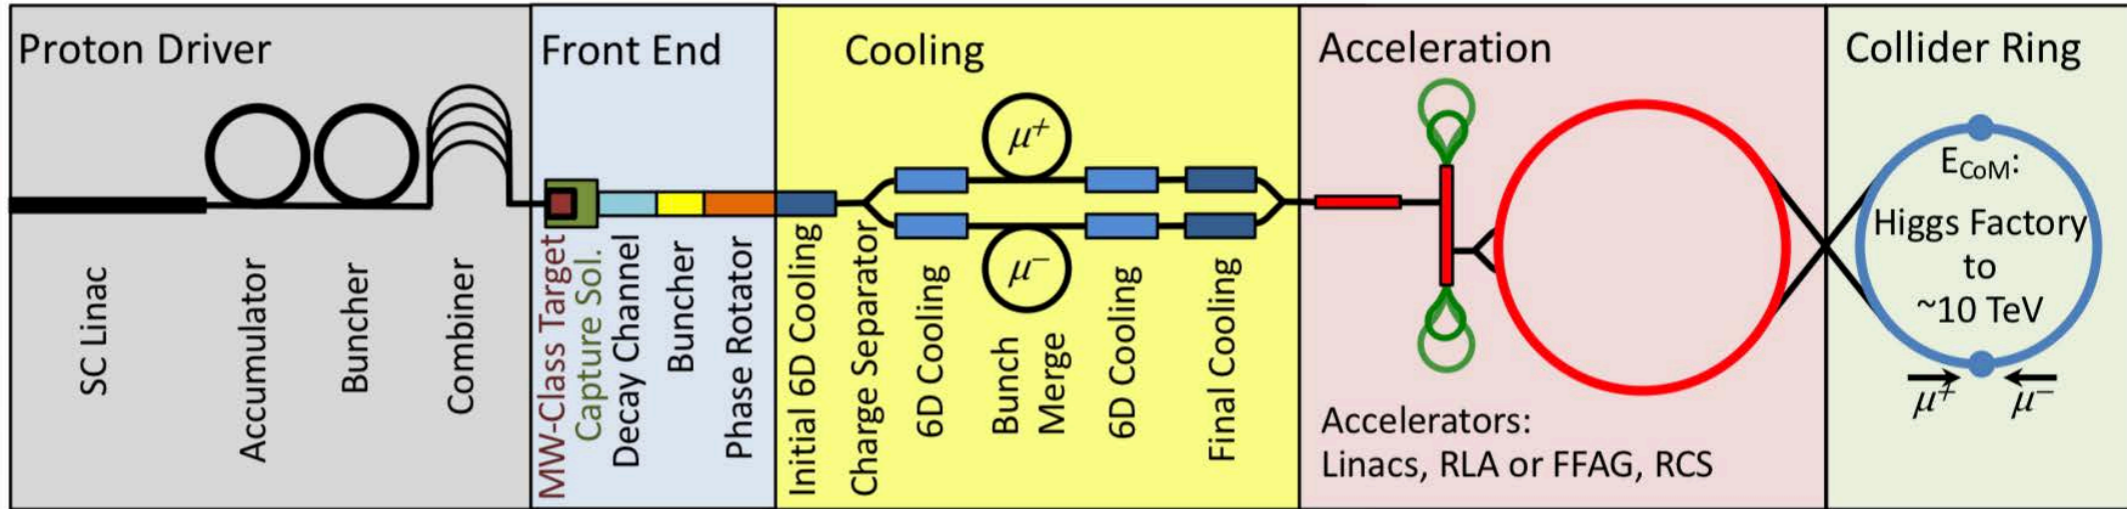 Proton Driver
SC Linac
Accumulator
Buncher
Combiner
Front End
MW-Class Target
Capture Sol.
Decay Channel
Buncher
Phase Rotator
Cooling
μ+
μ−
Initial 6D Cooling
Charge Separator
6D Cooling
Bunch
Merge
6D Cooling
Final Cooling
Acceleration
Accelerators:
Linacs, RLA or FFAG, RCS
Collider Ring
ECoM:
Higgs Factory
to
~10 TeV
μ+ μ−